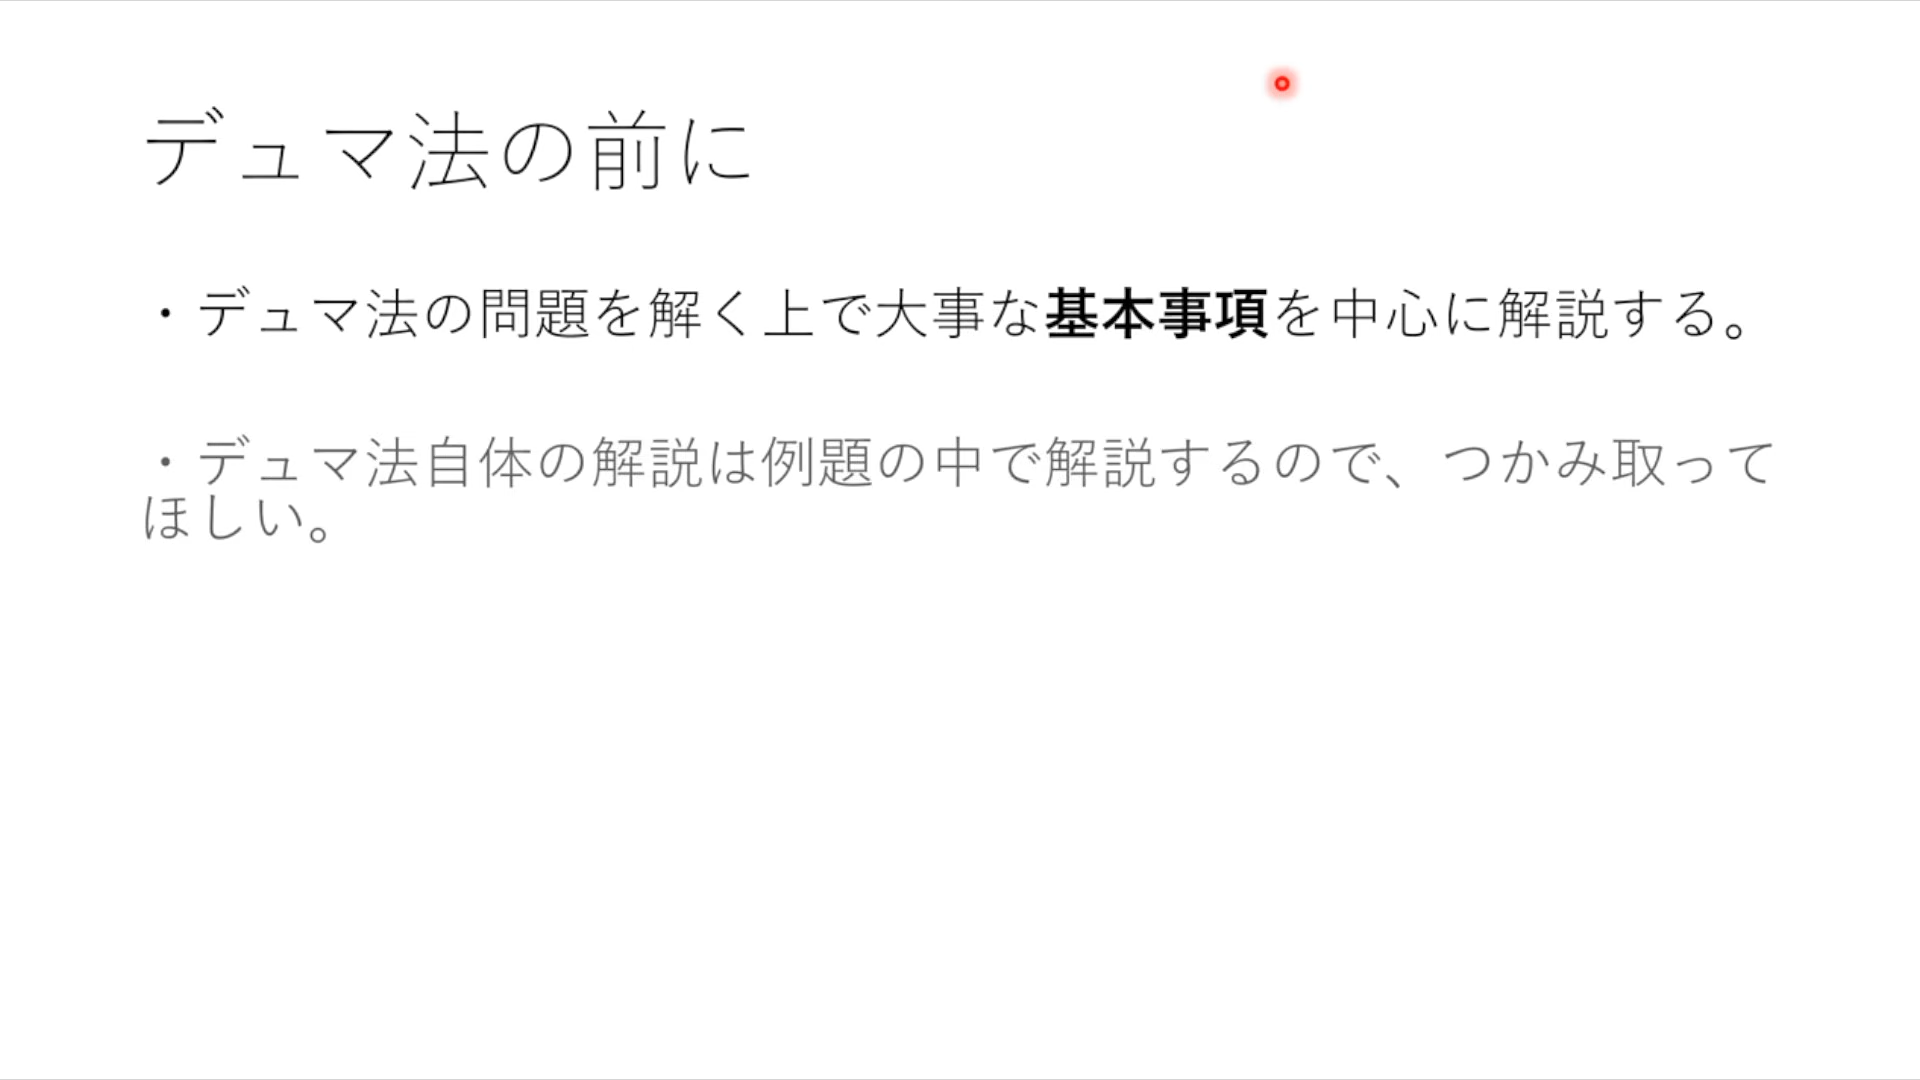 デュマ法の前に
・デュマ法の問題を解く上で大事な基本事項を中心に解説する。
・デュマ法自体の解説は例題の中で解説するので、つかみ取って
ほしい。